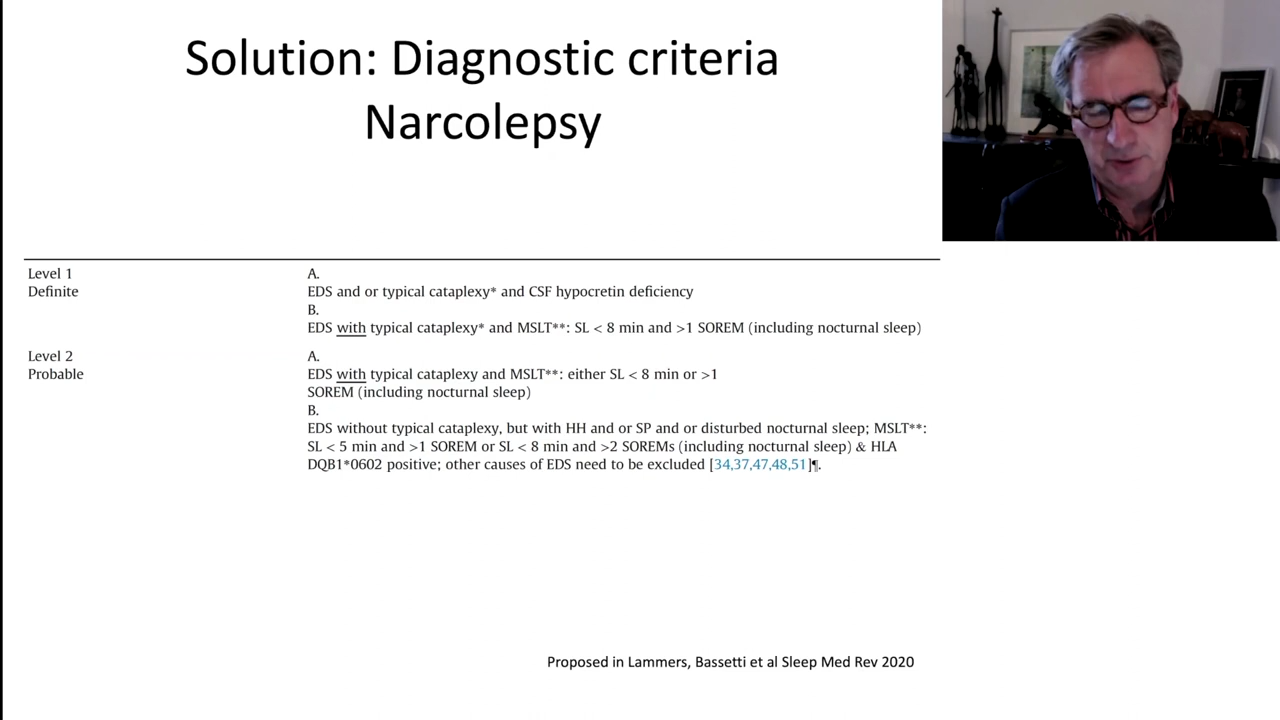 Solution: Diagnostic criteria
Narcolepsy
Level 1
Definite
A.
EDS and or typical cataplexy* and CSF hypocretin deficiency
B.
EDS with typical cataplexy* and MSLT**: SL < 8 min and >1 SOREM (including nocturnal sleep)
Level 2
Probable
A.
EDS with typical cataplexy and MSLT**: either SL < 8 min or >1
SOREM (including nocturnal sleep)
B.
EDS without typical cataplexy, but with HH and or SP and or disturbed nocturnal sleep; MSLT**:
SL < 5 min and >1 SOREM or SL < 8 min and >2 SOREMs (including nocturnal sleep) & HLA
DQB1*0602 positive; other causes of EDS need to be excluded [34,37,47,48,51]¶.
Proposed in Lammers, Bassetti et al Sleep Med Rev 2020